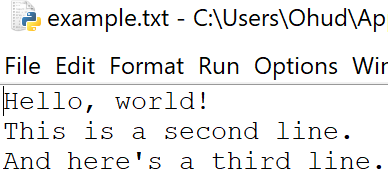 example.txt - C:\Users\Ohud\Ap
File Edit Format Run Options Win
Hello, world!
This is a second line.
And here's a third line.